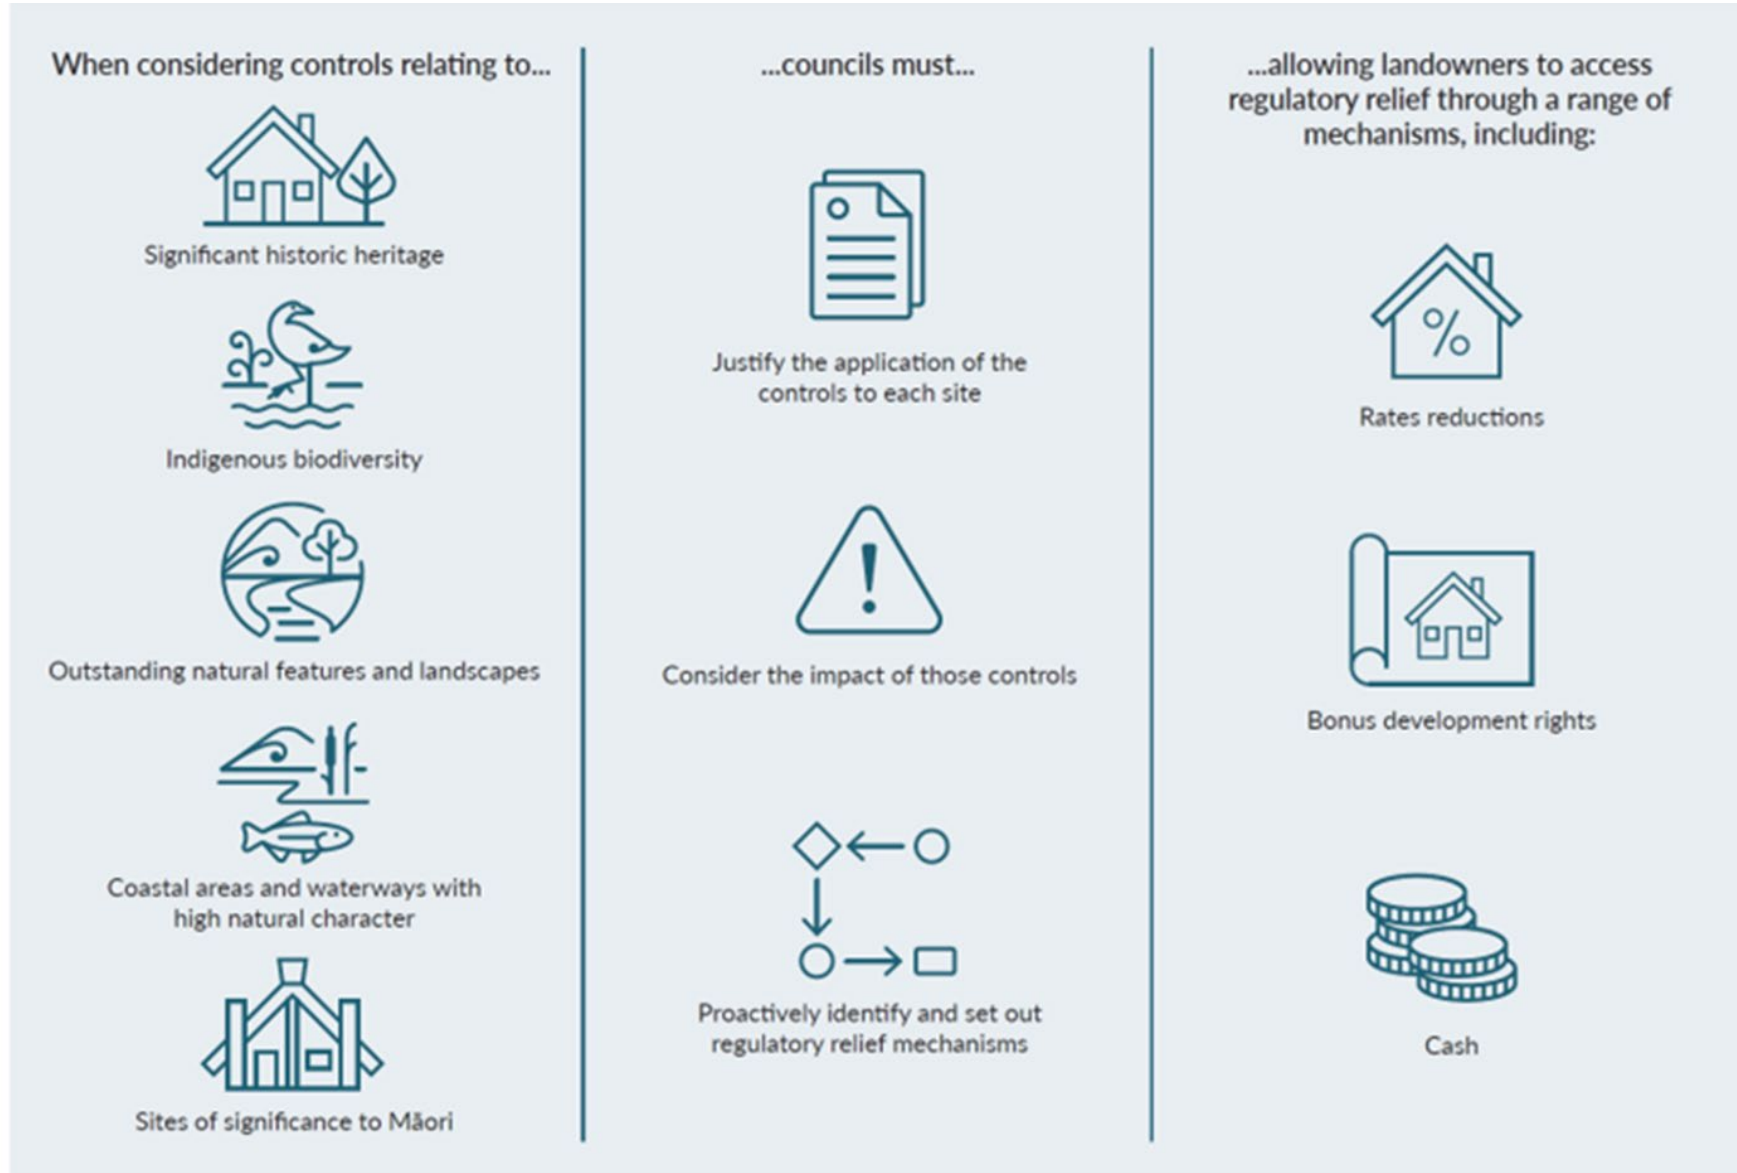 When considering controls relating to...
Significant historic heritage
Indigenous biodiversity
Outstanding natural features and landscapes
Coastal areas and waterways with
high natural character
Sites of significance to Māori
...councils must...
Justify the application of the
controls to each site
Consider the impact of those controls
Proactively identify and set out
regulatory relief mechanisms
...allowing landowners to access
regulatory relief through a range of
mechanisms, including:
%
Rates reductions
Bonus development rights
Cash